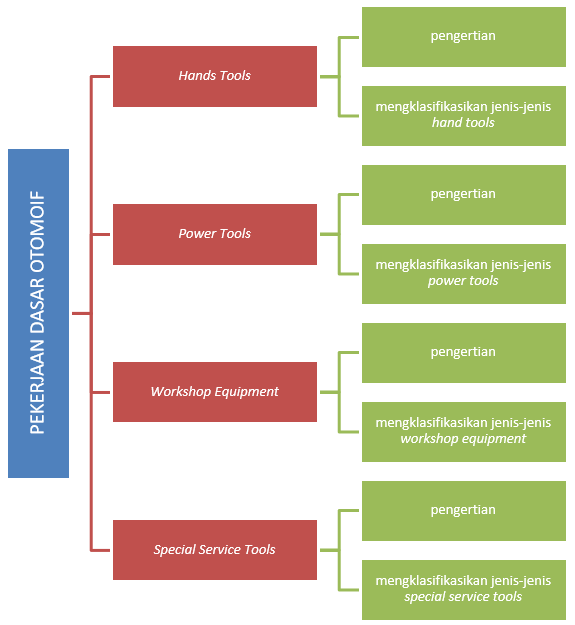 PEKERJAAN DASAR OTOMOIF
Hands Tools
pengertian
mengklasifikasikan jenis-jenis
hand tools
Power Tools
pengertian
mengklasifikasikan jenis-jenis
power tools
Workshop Equipment
pengertian
mengklasifikasikan jenis-jenis
workshop equipment
Special Service Tools
pengertian
mengklasifikasikan jenis-jenis
special service tools